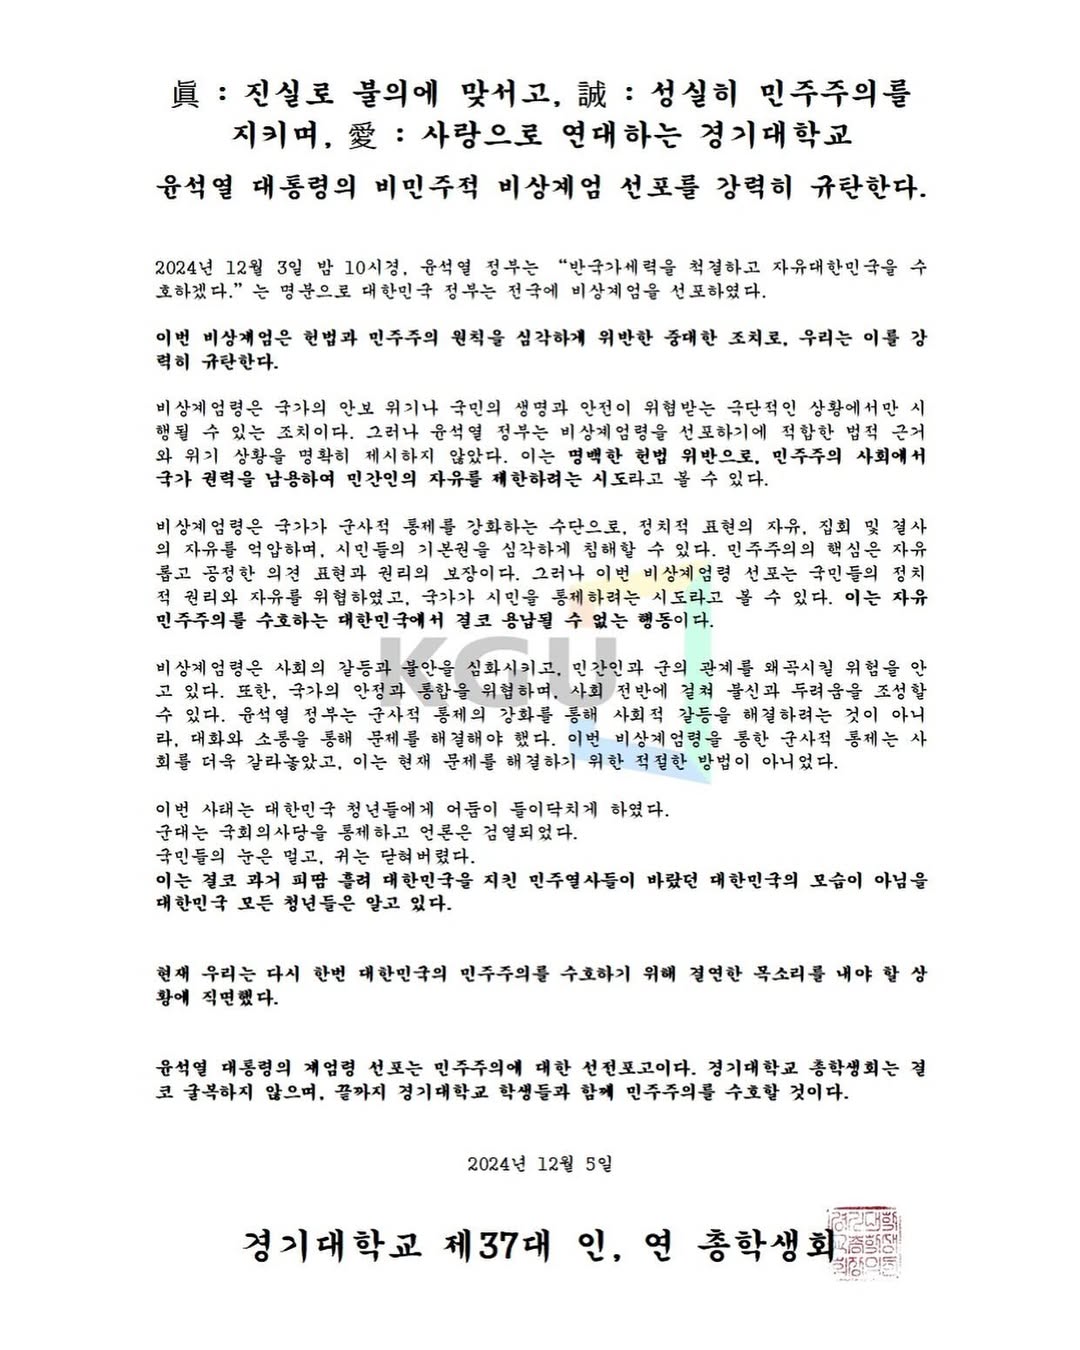 眞 : 진실로 불의에 맞서고, 誠 : 성실히 민주주의를
지키며, 愛 : 사랑으로 연대하는 경기대학교
윤석열 대통령의 비민주적 비상계엄 선포를 강력히 규탄한다.
2024년 12월 3일 밤 10시경, 윤석열 정부는 “반국가세력을 척결하고 자유대한민국을 수
호하겠다.” 는 명분으로 대한민국 정부는 전국에 비상계엄을 선포하였다.
이번 비상계엄은 헌법과 민주주의 원칙을 심각하게 위반한 중대한 조치로, 우리는 이를 강
력히 규탄한다.
비상계엄령은 국가의 안보 위기나 국민의 생명과 안전이 위협받는 극단적인 상황에서만 시
행될 수 있는 조치이다. 그러나 윤석열 정부는 비상계엄령을 선포하기에 적합한 법적 근거
와 위기 상황을 명확히 제시하지 않았다. 이는 명백한 헌법 위반으로, 민주주의 사회에서
국가 권력을 남용하여 민간인의 자유를 제한하려는 시도라고 볼 수 있다.
비상계엄령은 국가가 군사적 통제를 강화하는 수단으로, 정치적 표현의 자유, 집회 및 결사
의 자유를 억압하며, 시민들의 기본권을 심각하게 침해할 수 있다. 민주주의의 핵심은 자유
롭고 공정한 의견 표현과 권리의 보장이다. 그러나 이번 비상계엄령 선포는 국민들의 정치
적 권리와 자유를 위협하였고, 국가가 시민을 통제하려는 시도라고 볼 수 있다. 이는 자유
민주주의를 수호하는 대한민국에서 결코 용납될 수 없는 행동이다.
KGU
비상계엄령은 사회의 갈등과 불안을 심화시키고, 민간인과 군의 관계를 왜곡시킬 위험을 안
고 있다. 또한, 국가의 안정과 통합을 위협하며, 사회 전반에 걸쳐 불신과 두려움을 조성할
수 있다. 윤석열 정부는 군사적 통제의 강화를 통해 사회적 갈등을 해결하려는 것이 아니
라, 대화와 소통을 통해 문제를 해결해야 했다. 이번 비상계엄령을 통한 군사적 통제는 사
회를 더욱 갈라놓았고, 이는 현재 문제를 해결하기 위한 적절한 방법이 아니었다.
이번 사태는 대한민국 청년들에게 어둠이 들이닥치게 하였다.
군대는 국회의사당을 통제하고 언론은 검열되었다.
국민들의 눈은 멀고, 귀는 닫혀버렸다.
이는 결코 과거 피땀 흘려 대한민국을 지킨 민주열사들이 바랐던 대한민국의 모습이 아님을
대한민국 모든 청년들은 알고 있다.
현재 우리는 다시 한번 대한민국의 민주주의를 수호하기 위해 결연한 목소리를 내야 할 상
황에 직면했다.
윤석열 대통령의 계엄령 선포는 민주주의에 대한 선전포고이다. 경기대학교 총학생회는 결
코 굴복하지 않으며, 끝까지 경기대학교 학생들과 함께 민주주의를 수호할 것이다.
2024년 12월 5일
경기대학교 제37대 인, 연 총학생회